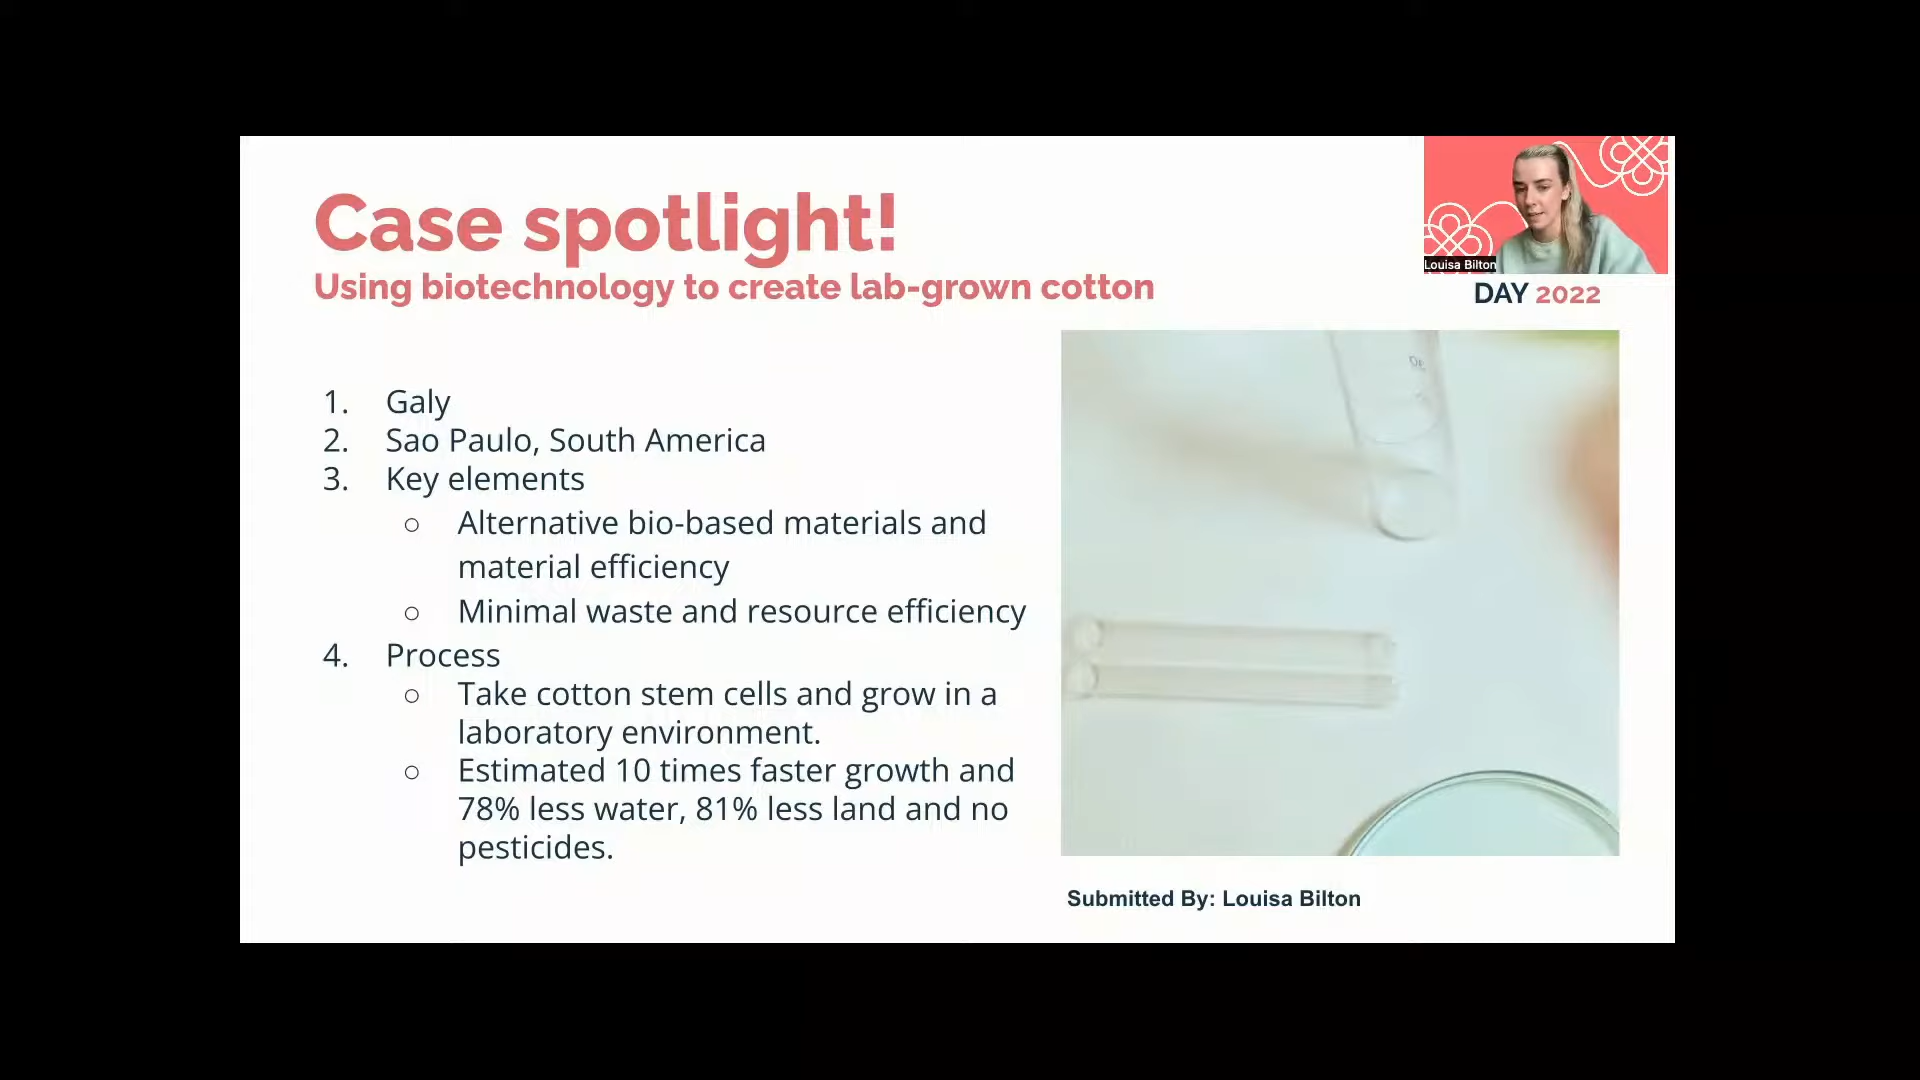 Case spotlight!
Using biotechnology to create lab-grown cotton
Louisa Bilton
DAY 2022
1. Galy
2. Sao Paulo, South America
3. Key elements
○ Alternative bio-based materials and
material efficiency
○ Minimal waste and resource efficiency
4. Process
○ Take cotton stem cells and grow in a
laboratory environment.
○ Estimated 10 times faster growth and
78% less water, 81% less land and no
pesticides.
Submitted By: Louisa Bilton